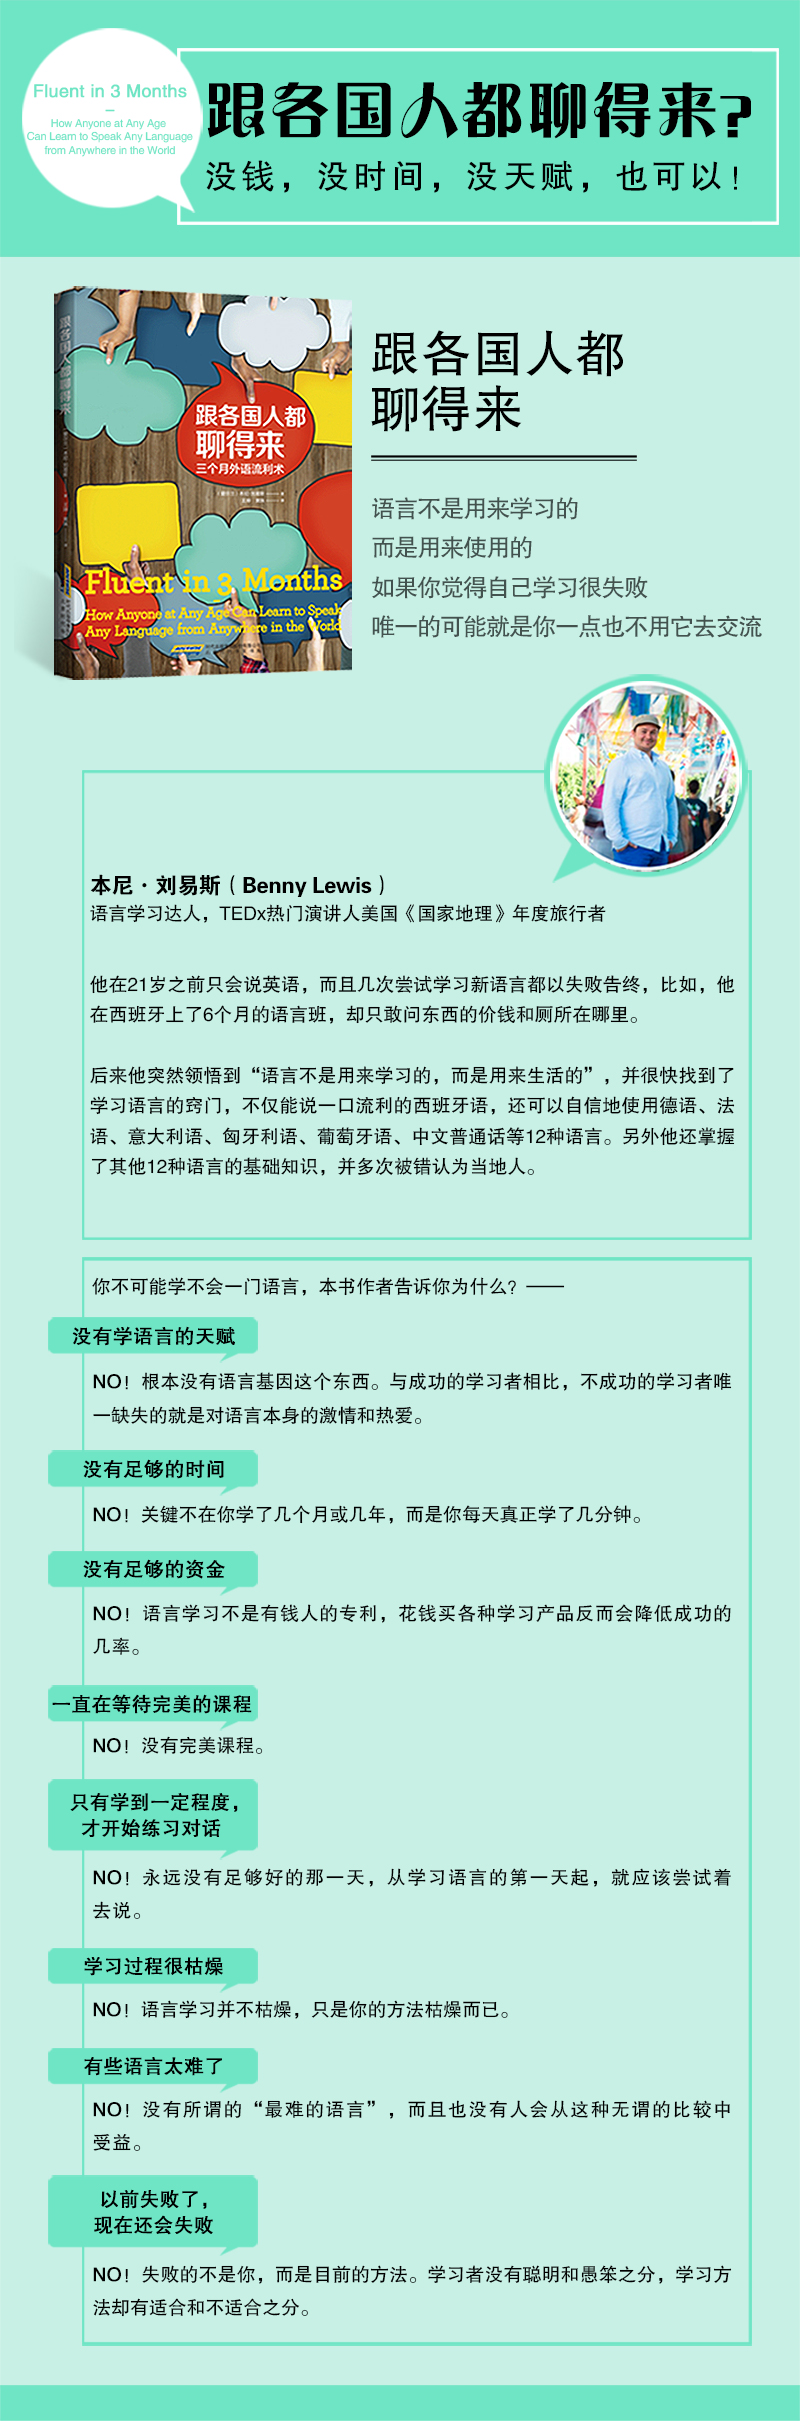 Fluent in 3 Months
–
How Anyone at Any Age
Can Learn to Speak Any Language
from Anywhere in the World
跟各国人都聊得来?
没钱，没时间，没天赋，也可以！
跟各国人都聊得来
跟各国人都
聊得来
三个月外语流利术
Fluent in 3 Months
How Anyone at Any Age Can Learn to Speak
Any Language from Anywhere in the World
跟各国人都
聊得来
语言不是用来学习的
而是用来使用的
如果你觉得自己学习很失败
唯一的可能就是你一点也不用它去交流
本尼·刘易斯（Benny Lewis）
语言学习达人，TEDx热门演讲人美国《国家地理》年度旅行者
他在21岁之前只会说英语，而且几次尝试学习新语言都以失败告终，比如，他
在西班牙上了6个月的语言班，却只敢问东西的价钱和厕所在哪里。
后来他突然领悟到“语言不是用来学习的，而是用来生活的”，并很快找到了
学习语言的窍门，不仅能说一口流利的西班牙语，还可以自信地使用德语、法
语、意大利语、匈牙利语、葡萄牙语、中文普通话等12种语言。另外他还掌握
了其他12种语言的基础知识，并多次被错认为当地人。
你不可能学不会一门语言，本书作者告诉你为什么？——
没有学语言的天赋
NO！根本没有语言基因这个东西。与成功的学习者相比，不成功的学习者唯
一缺失的就是对语言本身的激情和热爱。
没有足够的时间
NO！关键不在你学了几个月或几年，而是你每天真正学了几分钟。
没有足够的资金
NO！语言学习不是有钱人的专利，花钱买各种学习产品反而会降低成功的
几率。
一直在等待完美的课程
NO！没有完美课程。
只有学到一定程度，
才开始练习对话
NO！永远没有足够好的那一天，从学习语言的第一天起，就应该尝试着
去说。
学习过程很枯燥
NO！语言学习并不枯燥，只是你的方法枯燥而已。
有些语言太难了
NO！没有所谓的“最难的语言”，而且也没有人会从这种无谓的比较中
受益。
以前失败了，
现在还会失败
NO！失败的不是你，而是目前的方法。学习者没有聪明和愚笨之分，学习方
法却有适合和不适合之分。